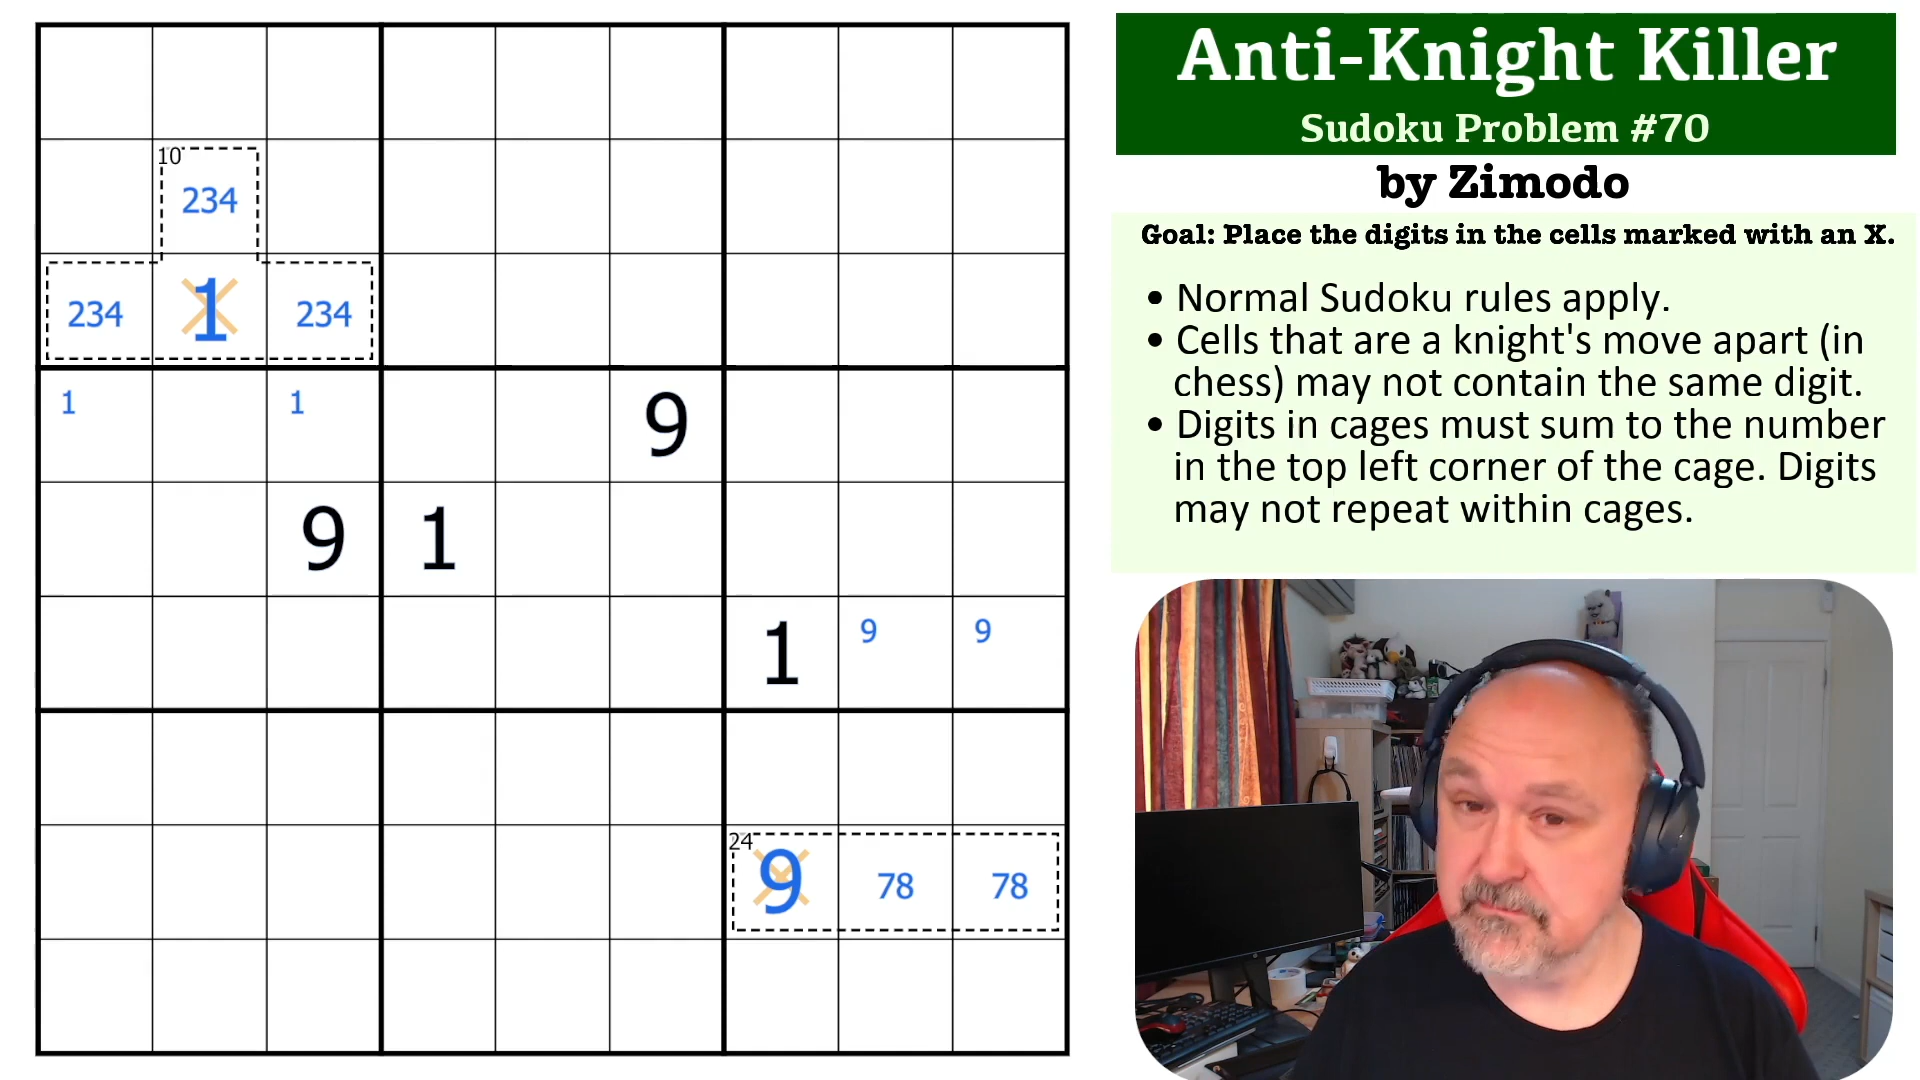 Anti-Knight Killer
Sudoku Problem #70
by Zimodo
Goal: Place the digits in the cells marked with an X.
• Normal Sudoku rules apply.
• Cells that are a knight's move apart (in
chess) may not contain the same digit.
• Digits in cages must sum to the number
in the top left corner of the cage. Digits
may not repeat within cages.
10
234
234 1 234
1 1 9
9 1
1 9 9
24
9 78 78